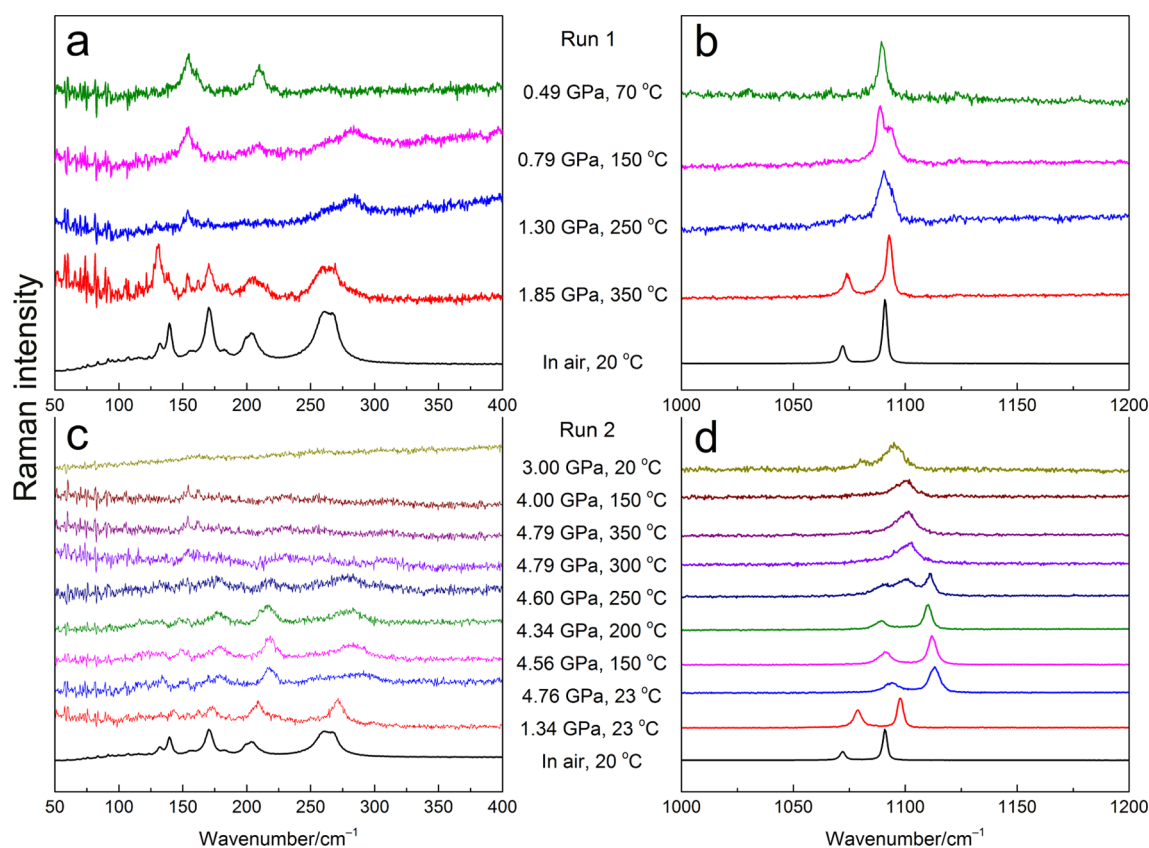 a
Run 1
b
0.49 GPa, 70 °C
0.79 GPa, 150 °C
1.30 GPa, 250 °C
1.85 GPa, 350 °C
In air, 20 °C
50 100 150 200 250 300 350 400
1000 1050 1100 1150 1200
Raman intensity
c
Run 2
d
3.00 GPa, 20 °C
4.00 GPa, 150 °C
4.79 GPa, 350 °C
4.79 GPa, 300 °C
4.60 GPa, 250 °C
4.34 GPa, 200 °C
4.56 GPa, 150 °C
4.76 GPa, 23 °C
1.34 GPa, 23 °C
In air, 20 °C
50 100 150 200 250 300 350 400
1000 1050 1100 1150 1200
Wavenumber/cm⁻¹
Wavenumber/cm⁻¹